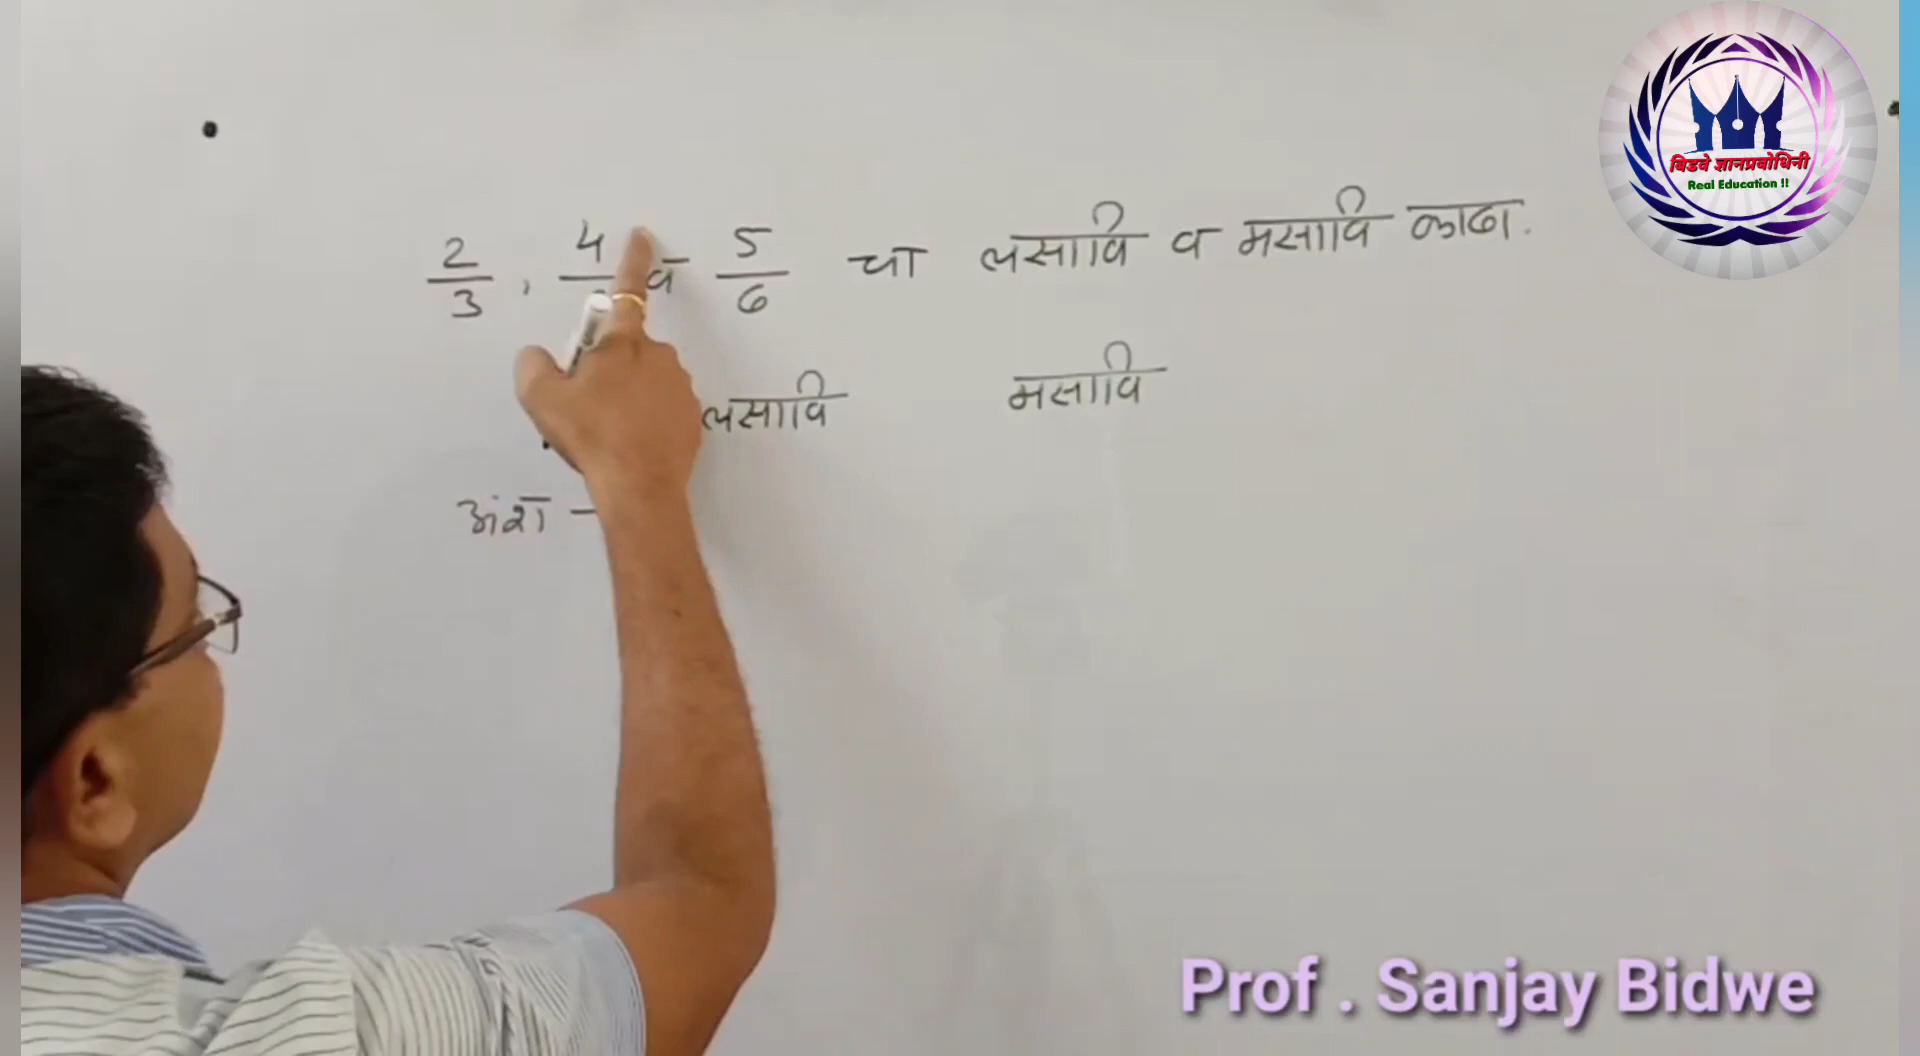 बिडवे ज्ञानप्रबोधिनी
Real Education !!
2/3 , 4/ व 5/6 चा लसावि व मसावि काढा.
लसावि मसावि
अंश -
Prof . Sanjay Bidwe